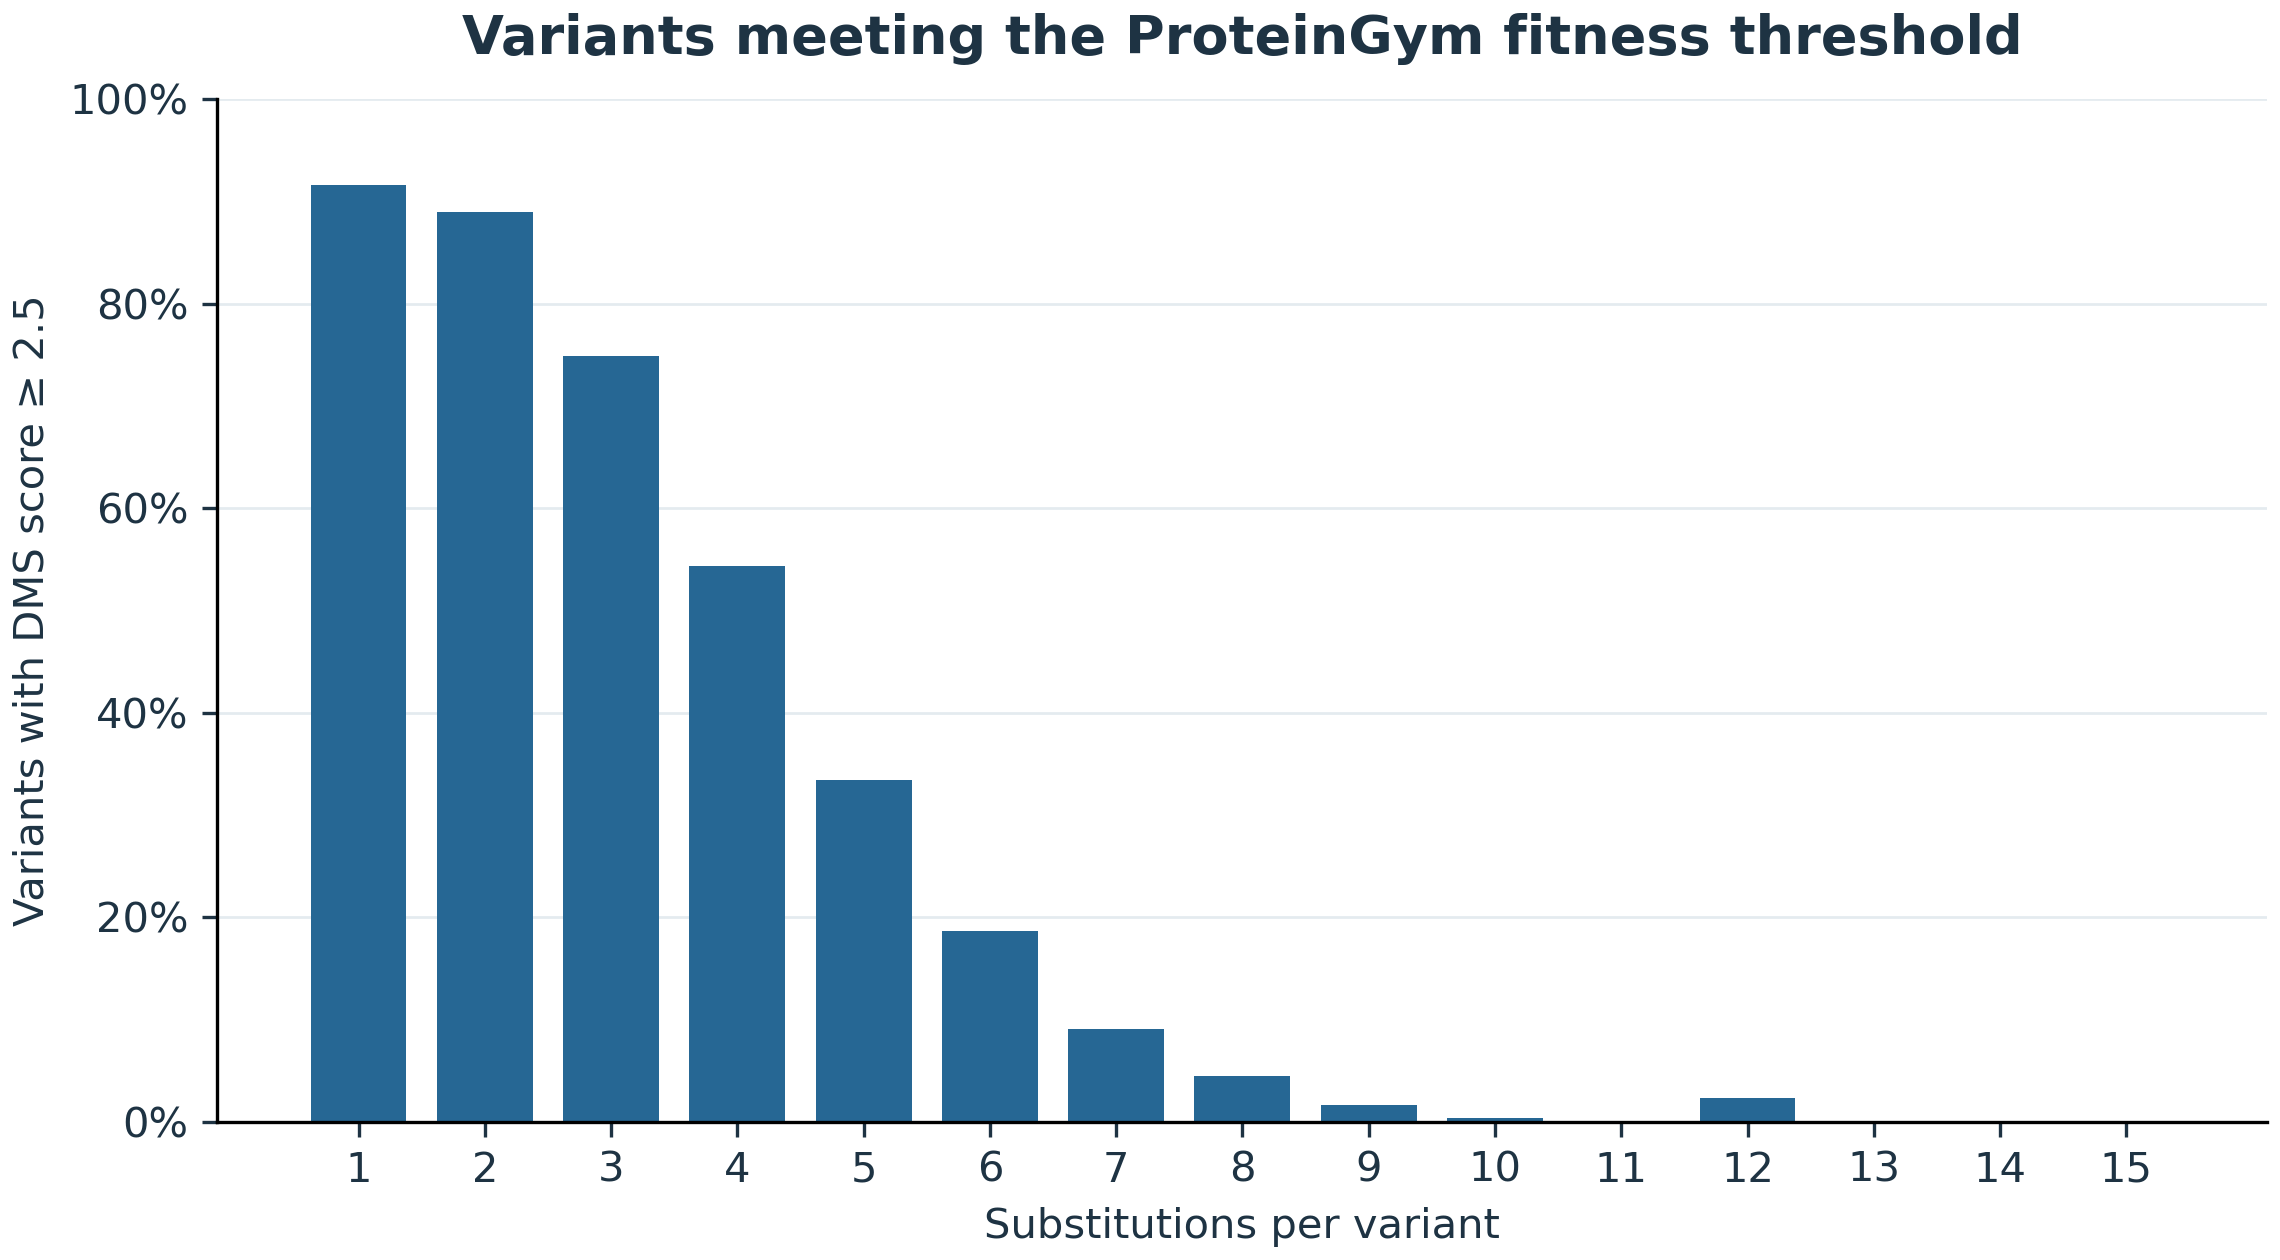 Variants meeting the ProteinGym fitness threshold
Variants with DMS score ≥ 2.5
100%
80%
60%
40%
20%
0%
1 2 3 4 5 6 7 8 9 10 11 12 13 14 15
Substitutions per variant